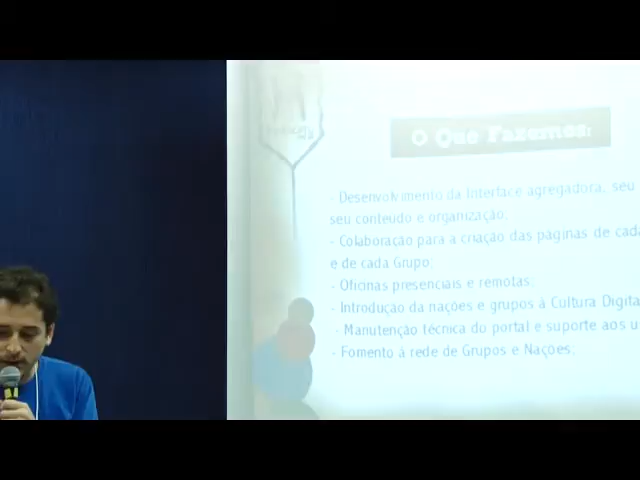 O Que Fazemos:
- Desenvolvimento da Interface agregadora, seu
seu conteúdo e organização;
- Colaboração para a criação das páginas de cada
e de cada Grupo;
- Oficinas presenciais e remotas;
- Introdução da nações e grupos à Cultura Digita
- Manutenção técnica do portal e suporte aos u
- Fomento á rede de Grupos e Nações;